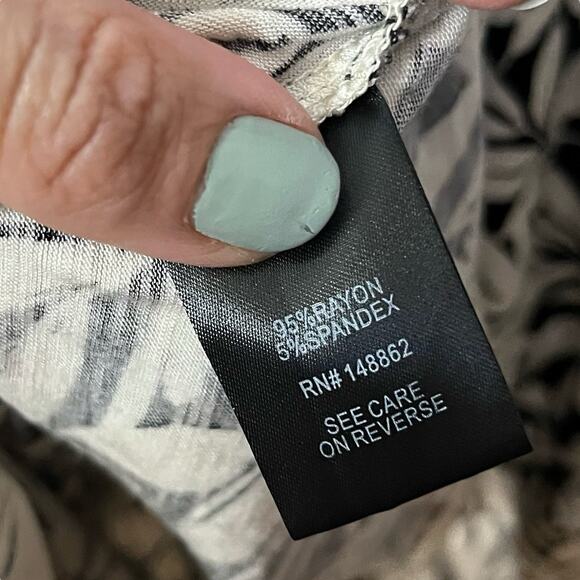 95%RAYON
5%SPANDEX
RN# 148862
SEE CARE
ON REVERSE